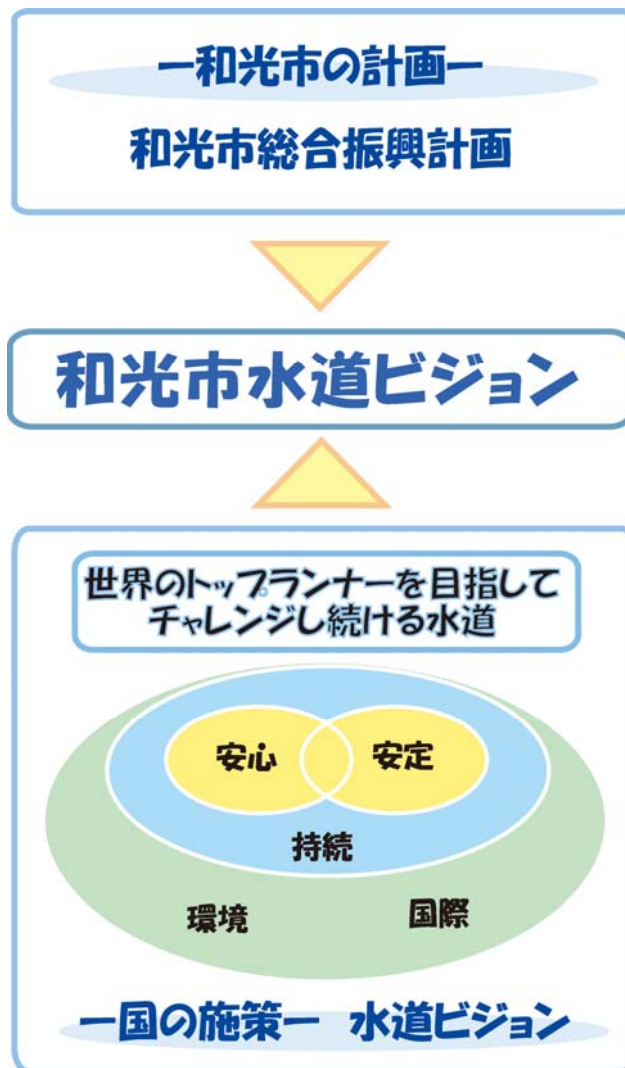 ー和光市の計画ー
和光市総合振興計画
和光市水道ビジョン
世界のトップランナーを目指して
チャレンジし続ける水道
安心
安定
持続
環境
国際
ー国の施策ー 水道ビジョン